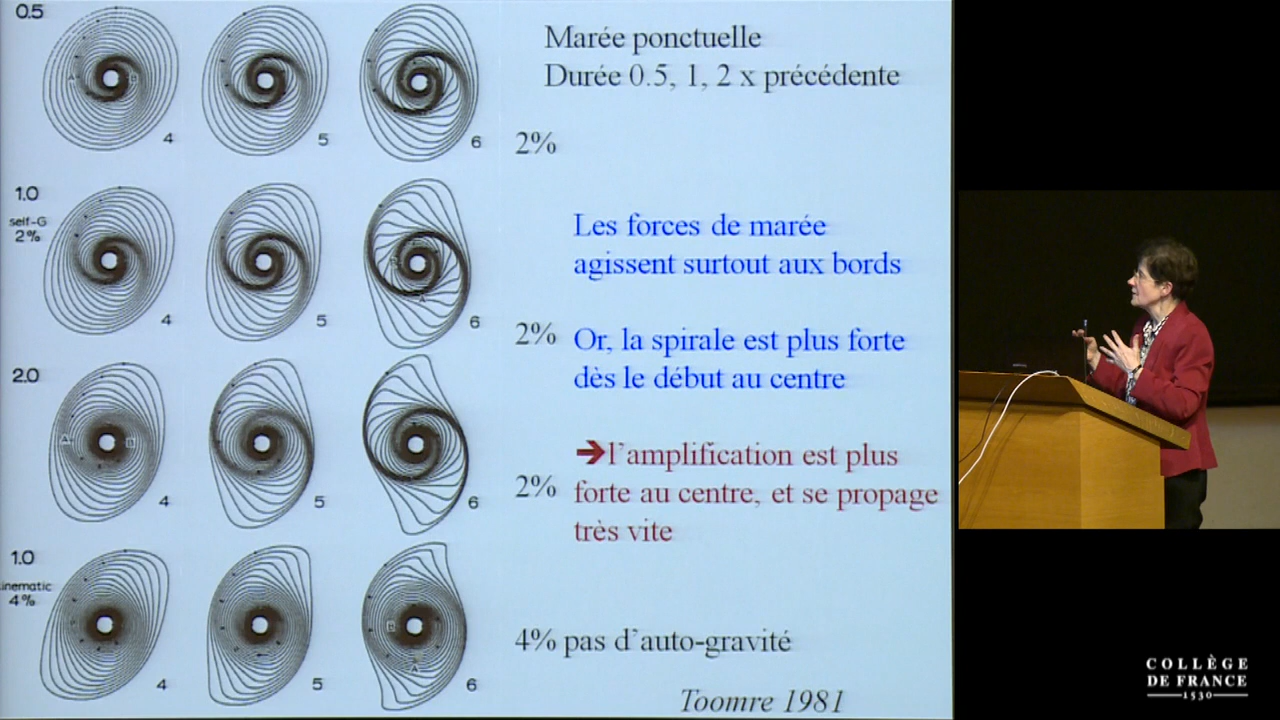 0.5
4
5
6
Marée ponctuelle
Durée 0.5, 1, 2 x précédente
2%
1.0
self-G
2%
4
5
6
Les forces de marée
agissent surtout aux bords
2%
Or, la spirale est plus forte
dès le début au centre
2.0
A
B
4
5
6
2%
➔l'amplification est plus
forte au centre, et se propage
très vite
1.0
inematic
4%
B
A
4
5
6
4% pas d'auto-gravité
Toomre 1981
COLLÈGE
DE FRANCE
1530